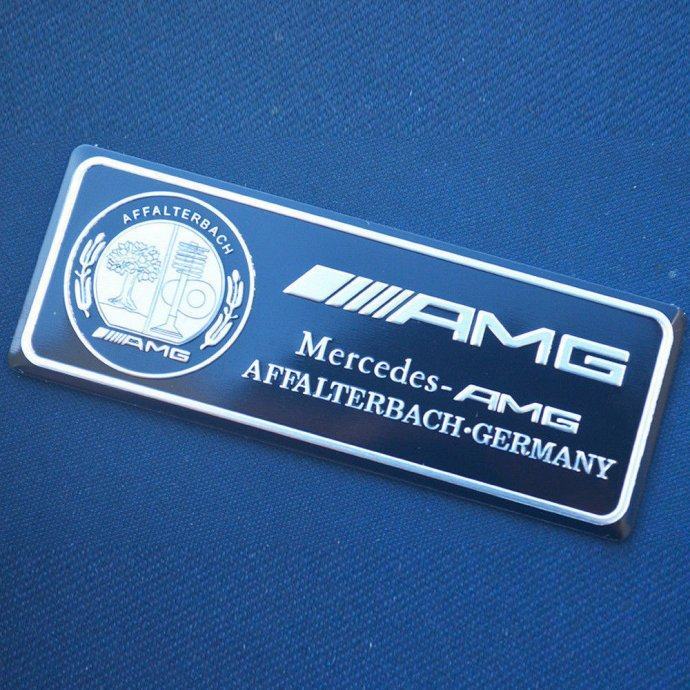 AFFALTERBACH
AMG
AMG
Mercedes-AMG
AFFALTERBACH·GERMANY